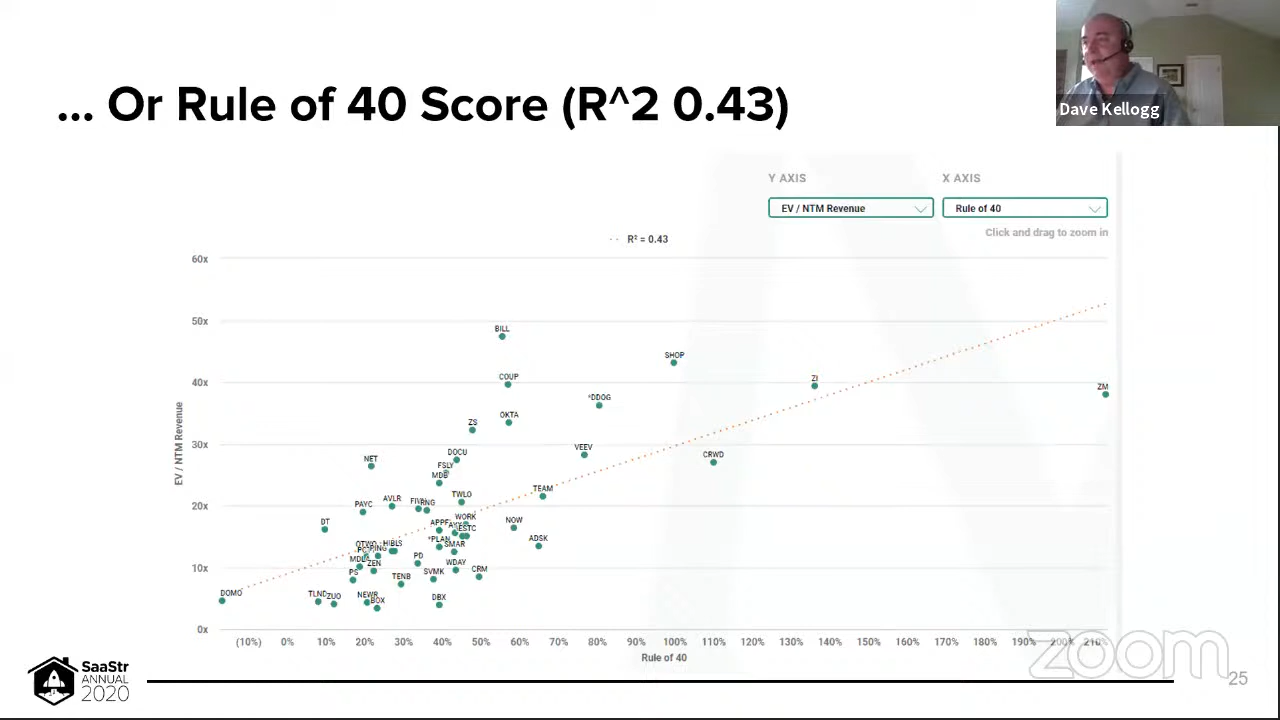 ... Or Rule of 40 Score (R^2 0.43)
Dave Kellogg
Y AXIS
X AXIS
EV / NTM Revenue
Rule of 40
Click and drag to zoom in
R² = 0.43
60x
50x
40x
30x
20x
10x
0x
EV / NTM Revenue
BILL
SHOP
COUP
ZI
ZM
*DDOG
OKTA
ZS
VEEV
DOCU
CRWD
NET
FSLY
MDB
TEAM
TWLO
AVLR
PAYC
DT
WORK
NOW
APPF
ESTC
ADSK
*PLAN
SMAR
PD
ZEN
WDAY
CRM
SVMK
TENB
PS
DOMO
TLND
ZUO
NEWR
BOX
DBX
(10%) 0% 10% 20% 30% 40% 50% 60% 70% 80% 90% 100% 110% 120% 130% 140% 150% 160% 170% 180% 190% 200% 210%
Rule of 40
zoom
SaaStr
ANNUAL
2020
25